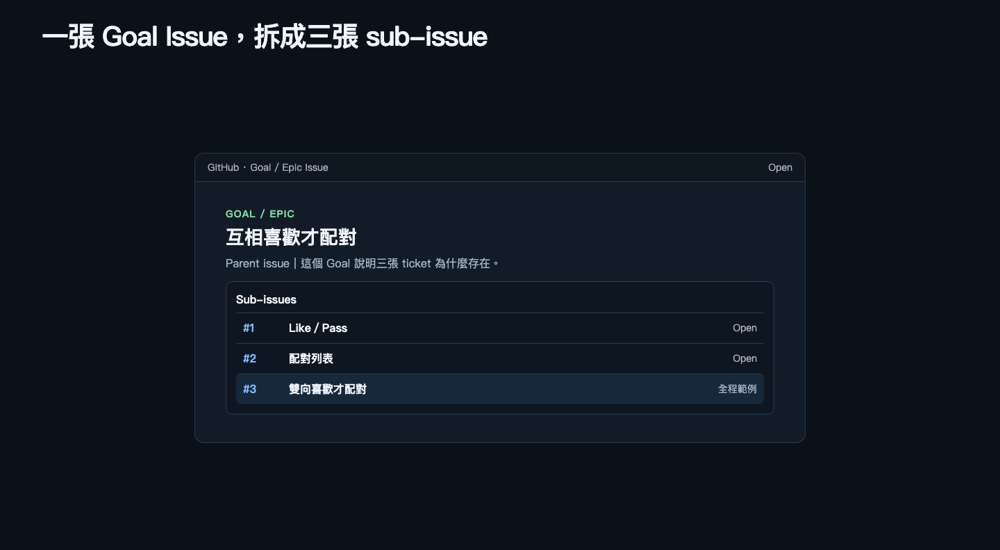 一張 Goal Issue，拆成三張 sub-issue
GitHub · Goal / Epic Issue
Open
GOAL / EPIC
互相喜歡才配對
Parent issue｜這個 Goal 說明三張 ticket 為什麼存在。
Sub-issues
#1 Like / Pass Open
#2 配對列表 Open
#3 雙向喜歡才配對 全程範例